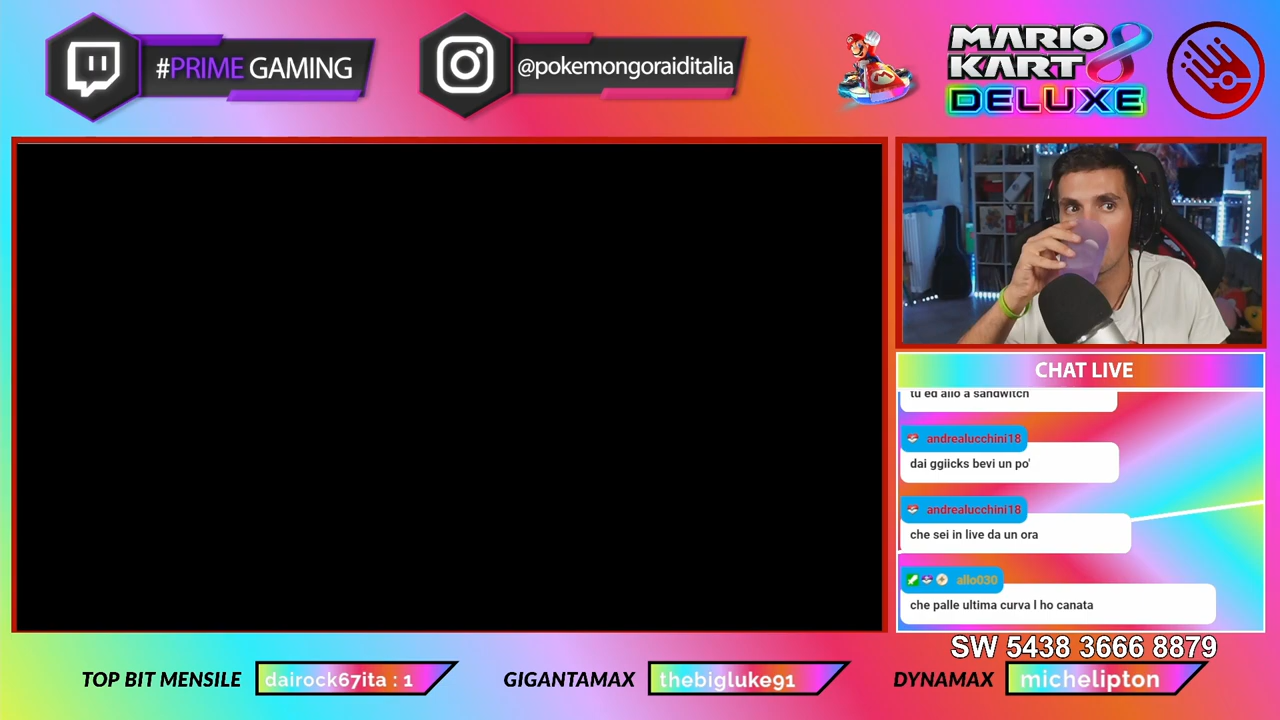 #PRIME GAMING
@pokemongoraiditalia
MARIO
KART 8
DELUXE
CHAT LIVE
tu ed allo a sandwitch
andrealucchini18
dai ggiicks bevi un po'
andrealucchini18
che sei in live da un ora
allo030
che palle ultima curva l ho canata
SW 5438 3666 8879
TOP BIT MENSILE
dairock67ita : 1
GIGANTAMAX
thebigluke91
DYNAMAX
michelipton